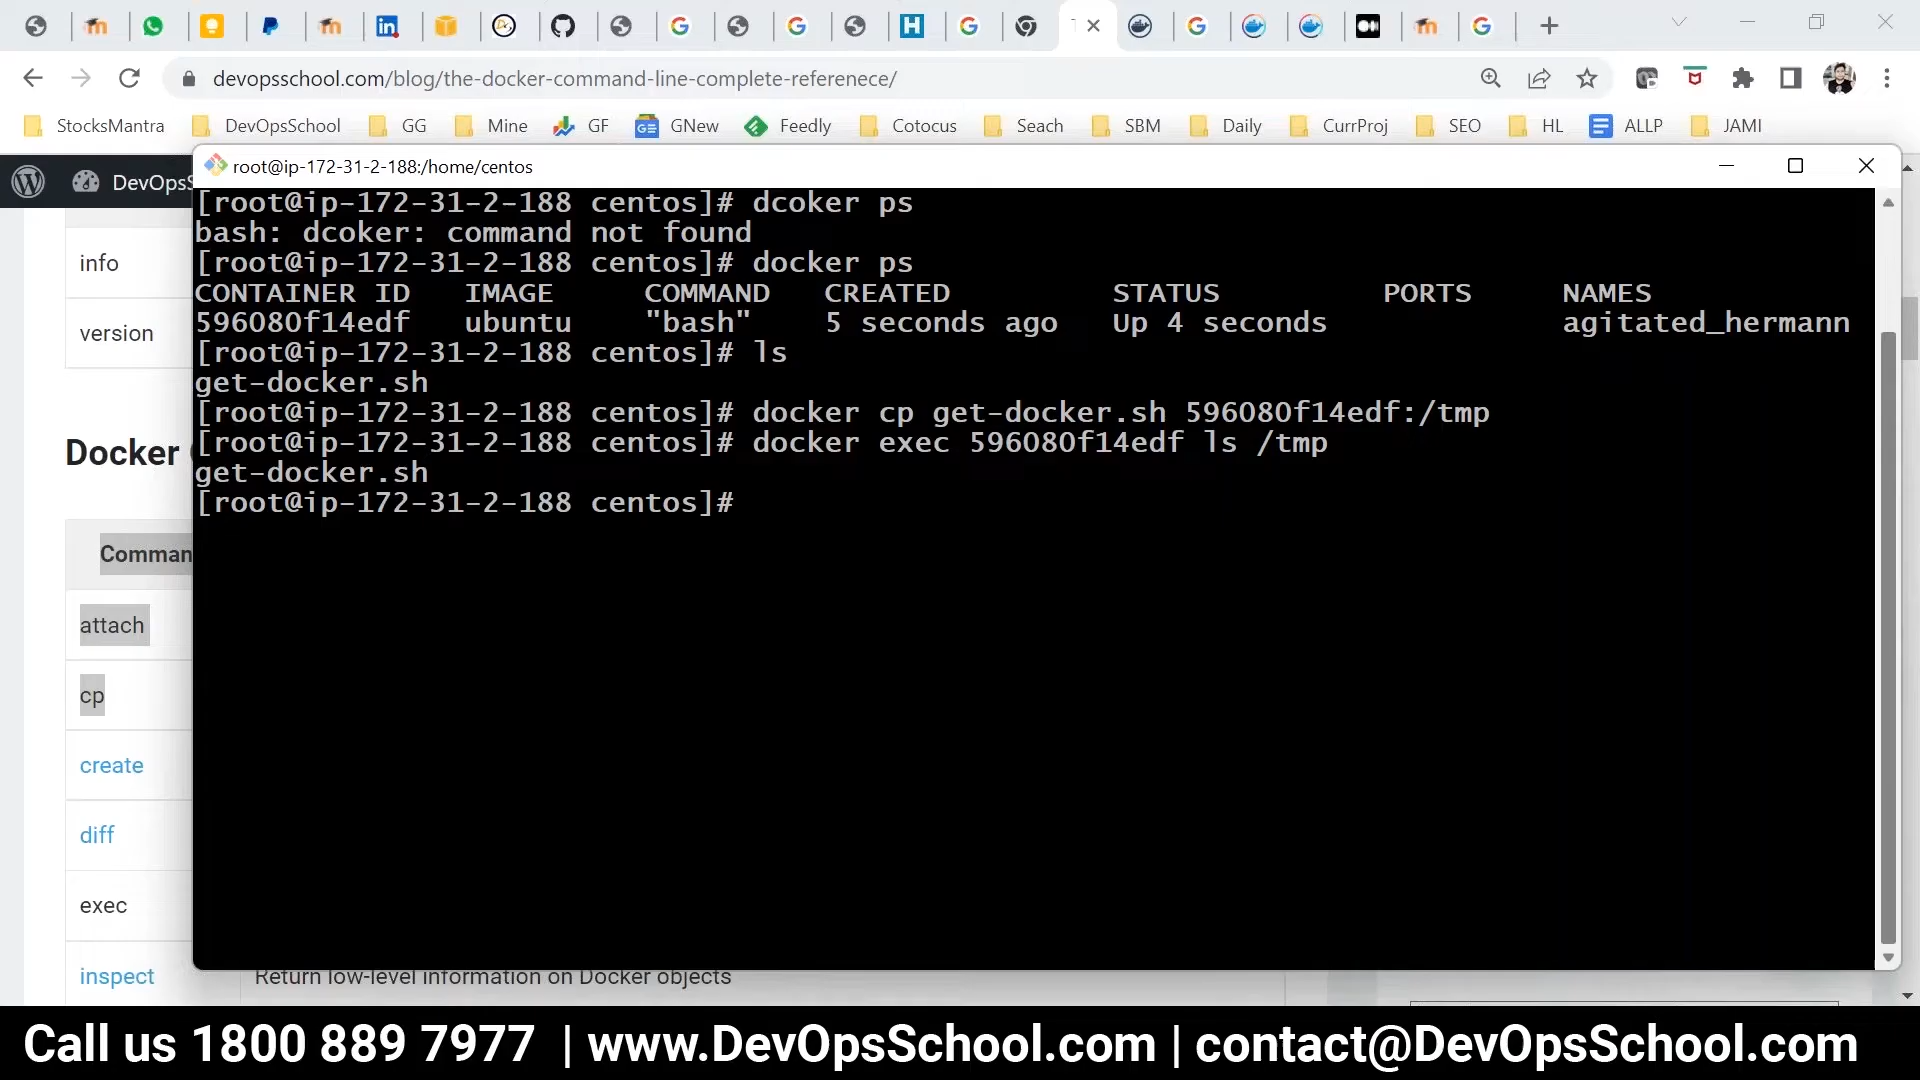 devopsschool.com/blog/the-docker-command-line-complete-referenece/
StocksMantra DevOpsSchool GG Mine GF GNew Feedly Cotocus Seach SBM Daily CurrProj SEO HL ALLP JAMI
DevOpsS
root@ip-172-31-2-188:/home/centos
[root@ip-172-31-2-188 centos]# dcoker ps
bash: dcoker: command not found
[root@ip-172-31-2-188 centos]# docker ps
CONTAINER ID IMAGE COMMAND CREATED STATUS PORTS NAMES
596080f14edf ubuntu "bash" 5 seconds ago Up 4 seconds agitated_hermann
[root@ip-172-31-2-188 centos]# ls
get-docker.sh
[root@ip-172-31-2-188 centos]# docker cp get-docker.sh 596080f14edf:/tmp
[root@ip-172-31-2-188 centos]# docker exec 596080f14edf ls /tmp
get-docker.sh
[root@ip-172-31-2-188 centos]#
info
version
Docker
Comman
attach
cp
create
diff
exec
inspect Return low-level information on Docker objects
Call us 1800 889 7977 | www.DevOpsSchool.com | contact@DevOpsSchool.com